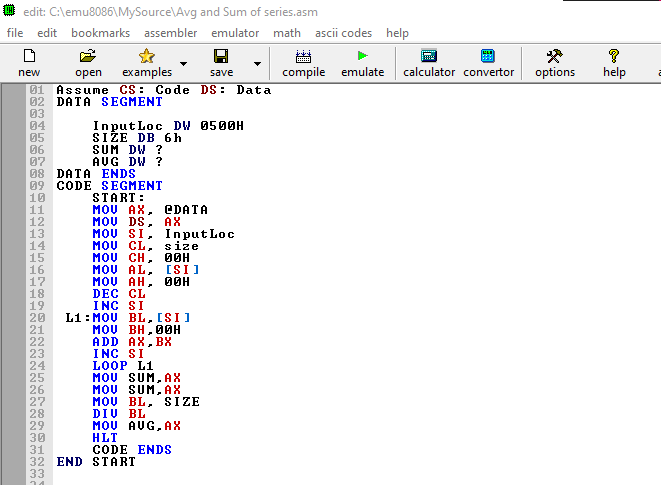 edit: C:\emu8086\MySource\Avg and Sum of series.asm
file edit bookmarks assembler emulator math ascii codes help
new open examples save compile emulate calculator convertor options help
01 Assume CS: Code DS: Data
02 DATA SEGMENT
03
04 InputLoc DW 0500H
05 SIZE DB 6h
06 SUM DW ?
07 AVG DW ?
08 DATA ENDS
09 CODE SEGMENT
10 START:
11 MOV AX, @DATA
12 MOV DS, AX
13 MOV SI, InputLoc
14 MOV CL, size
15 MOV CH, 00H
16 MOV AL, [SI]
17 MOV AH, 00H
18 DEC CL
19 INC SI
20 L1:MOV BL,[SI]
21 MOV BH,00H
22 ADD AX,BX
23 INC SI
24 LOOP L1
25 MOV SUM,AX
26 MOV SUM,AX
27 MOV BL, SIZE
28 DIV BL
29 MOV AVG,AX
30 HLT
31 CODE ENDS
32 END START
33